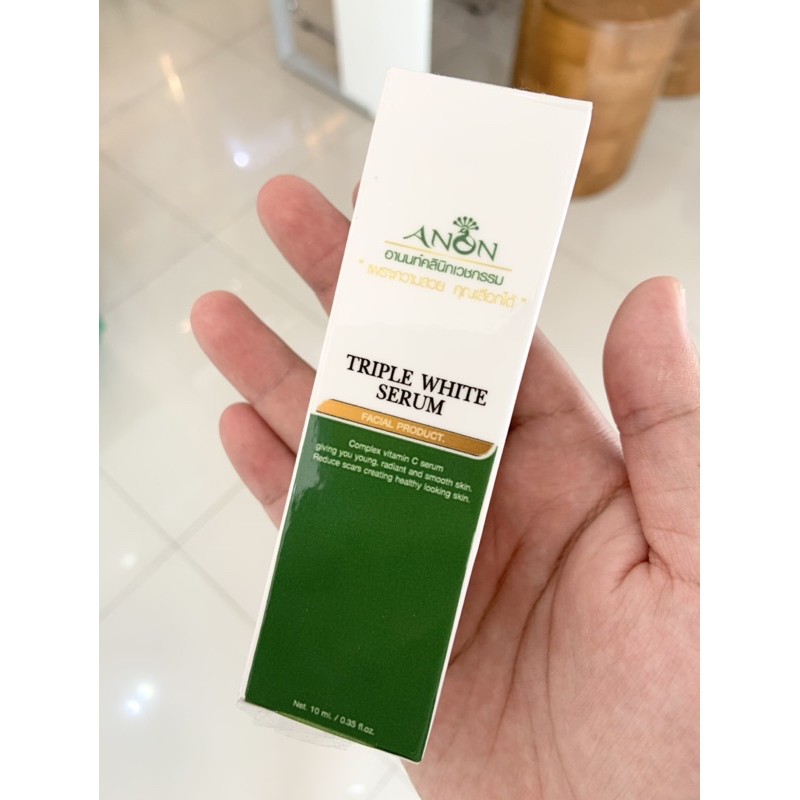 ANON
อานนท์คลินิกเวชกรรม
" เพราะความสวย คุณเลือกได้ "
TRIPLE WHITE
SERUM
FACIAL PRODUCT.
Complex vitamin C serum
giving you young, radiant and smooth skin.
Reduce scars creating healthy looking skin.
Net. 10 ml. / 0.35 fl.oz.